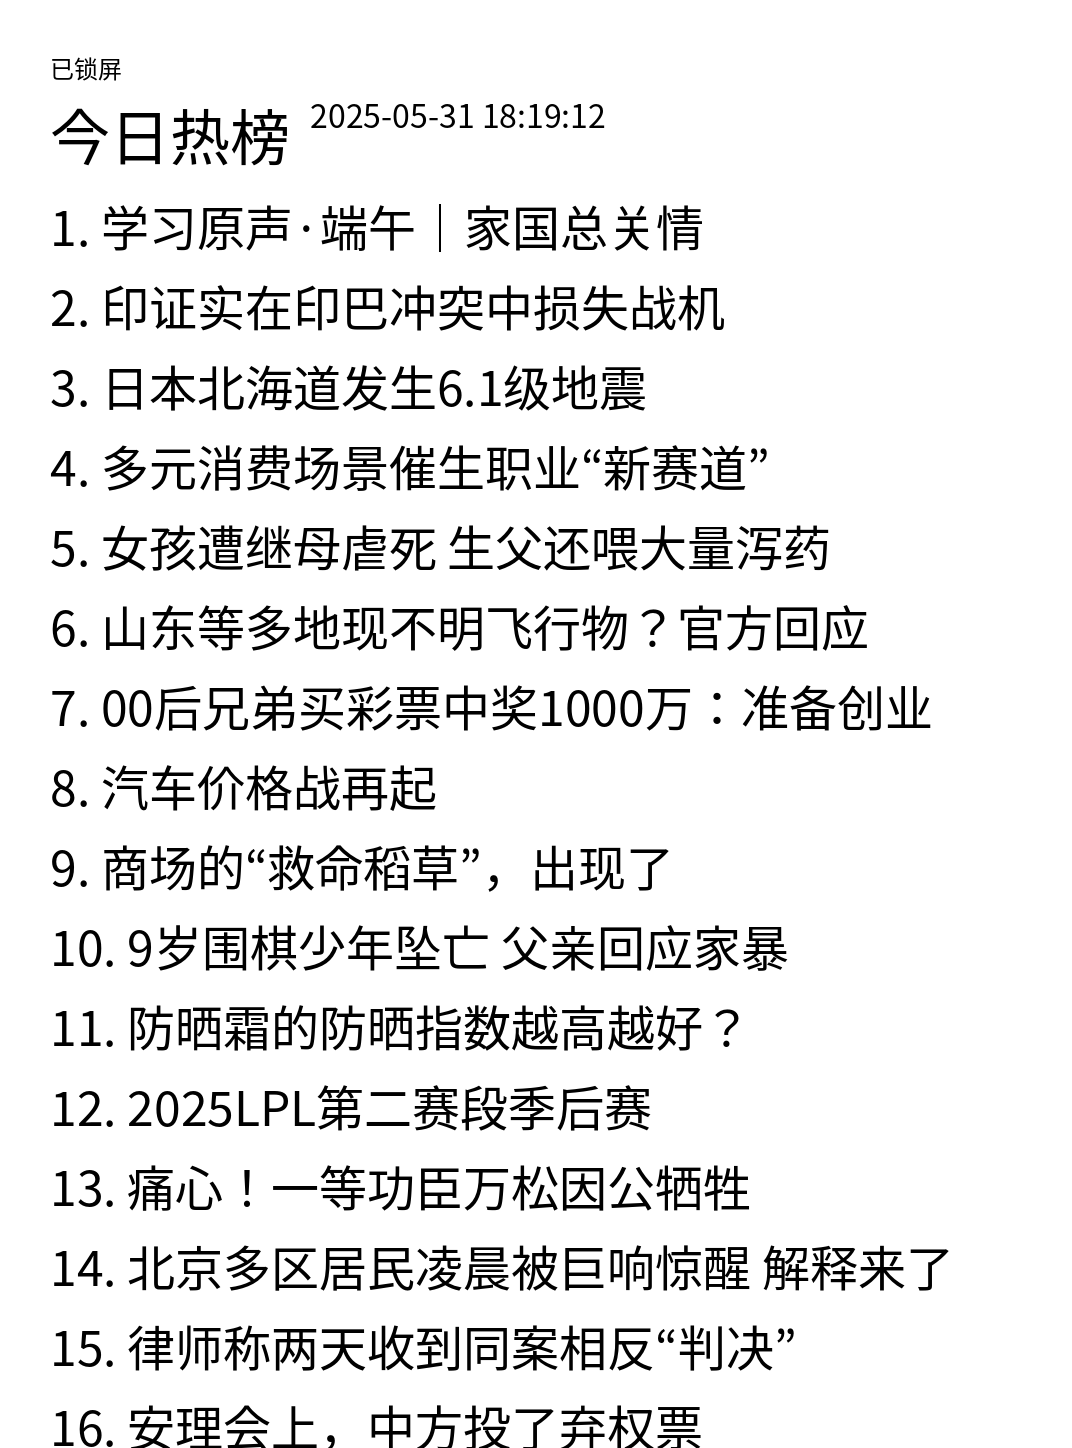 已锁屏
今日热榜 2025-05-31 18:19:12
1. 学习原声·端午｜家国总关情
2. 印证实在印巴冲突中损失战机
3. 日本北海道发生6.1级地震
4. 多元消费场景催生职业“新赛道”
5. 女孩遭继母虐死 生父还喂大量泻药
6. 山东等多地现不明飞行物？官方回应
7. 00后兄弟买彩票中奖1000万：准备创业
8. 汽车价格战再起
9. 商场的“救命稻草”，出现了
10. 9岁围棋少年坠亡 父亲回应家暴
11. 防晒霜的防晒指数越高越好？
12. 2025LPL第二赛段季后赛
13. 痛心！一等功臣万松因公牺牲
14. 北京多区居民凌晨被巨响惊醒 解释来了
15. 律师称两天收到同案相反“判决”
16. 安理会上，中方投了弃权票